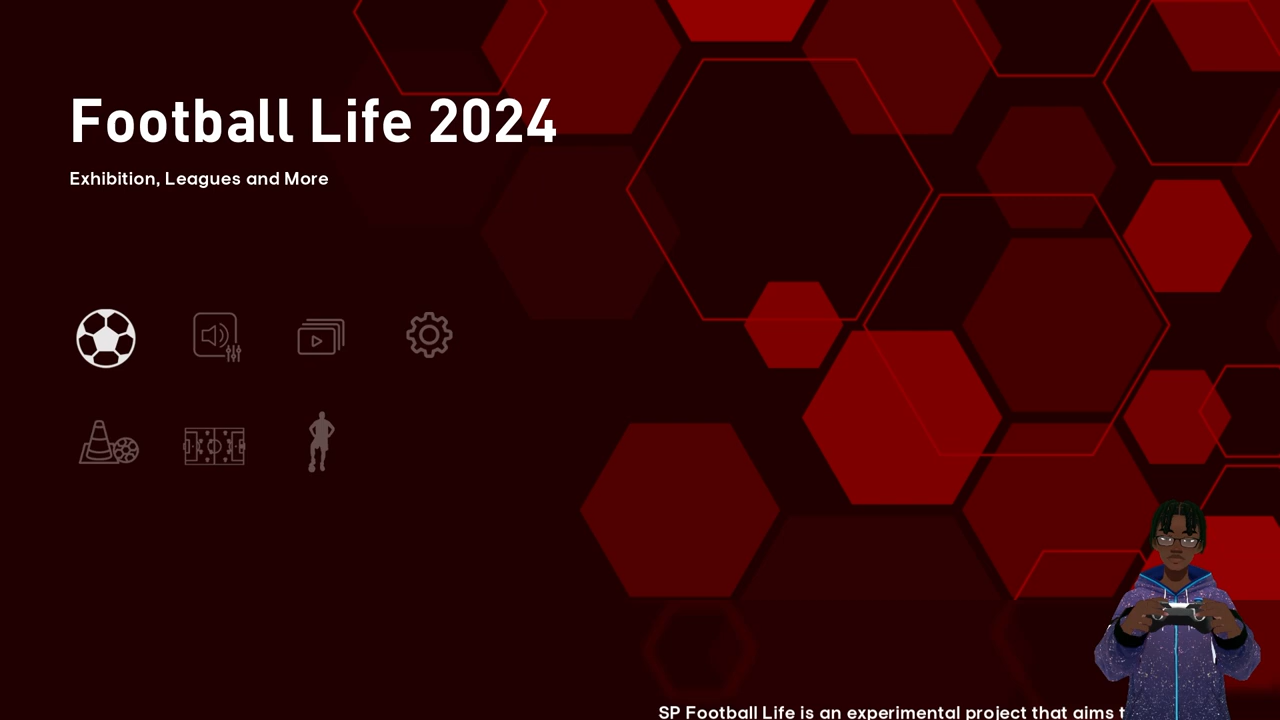 Football Life 2024
Exhibition, Leagues and More
SP Football Life is an experimental project that aims